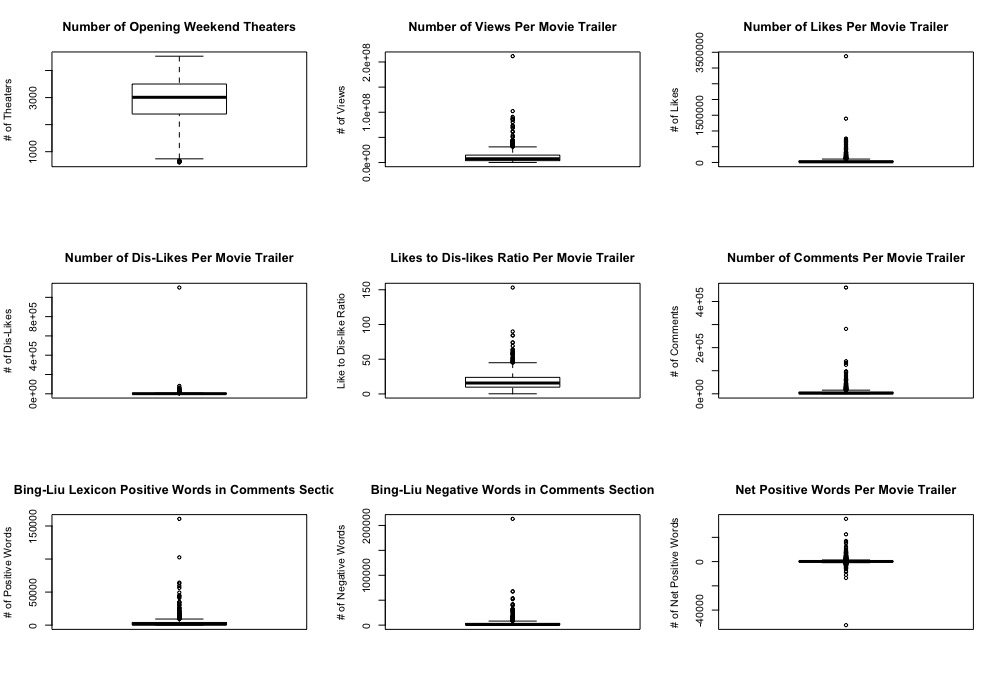 Number of Opening Weekend Theaters
# of Theaters
1000
3000
Number of Views Per Movie Trailer
# of Views
0.0e+00
1.0e+08
2.0e+08
Number of Likes Per Movie Trailer
# of Likes
0
1500000
3500000
Number of Dis-Likes Per Movie Trailer
# of Dis-Likes
0e+00
4e+05
8e+05
Likes to Dis-likes Ratio Per Movie Trailer
Like to Dis-like Ratio
0
50
100
150
Number of Comments Per Movie Trailer
# of Comments
0e+00
2e+05
4e+05
Bing-Liu Lexicon Positive Words in Comments Sectic
# of Positive Words
0
50000
150000
Bing-Liu Negative Words in Comments Section
# of Negative Words
0
100000
200000
Net Positive Words Per Movie Trailer
# of Net Positive Words
-40000
0